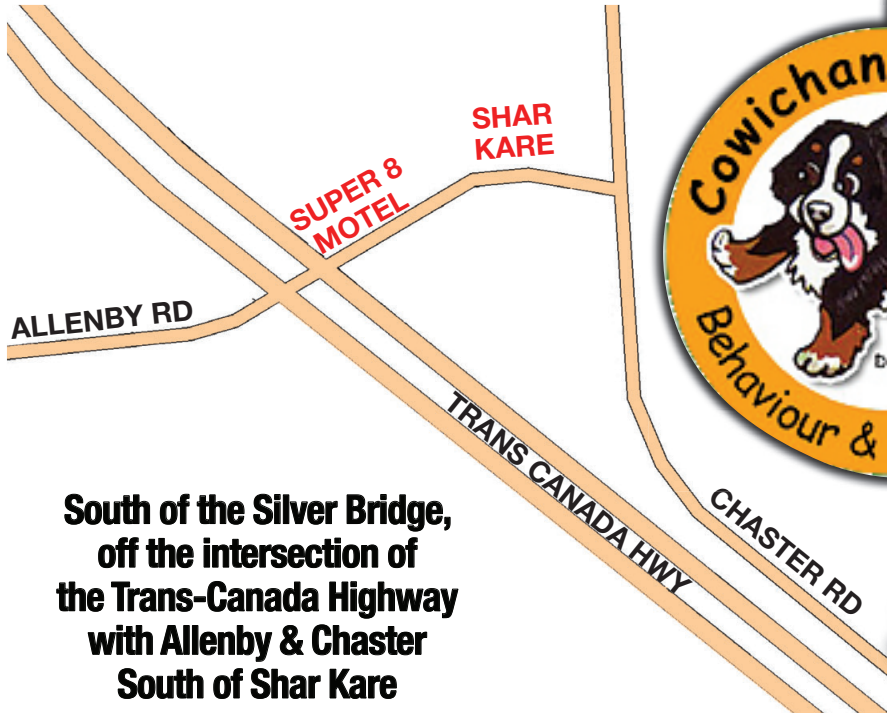 SHAR
KARE
SUPER 8
MOTEL
Cowichan
ALLENBY RD
Behaviour &
TRANS CANADA HWY
CHASTER RD
South of the Silver Bridge,
off the intersection of
the Trans-Canada Highway
with Allenby & Chaster
South of Shar Kare